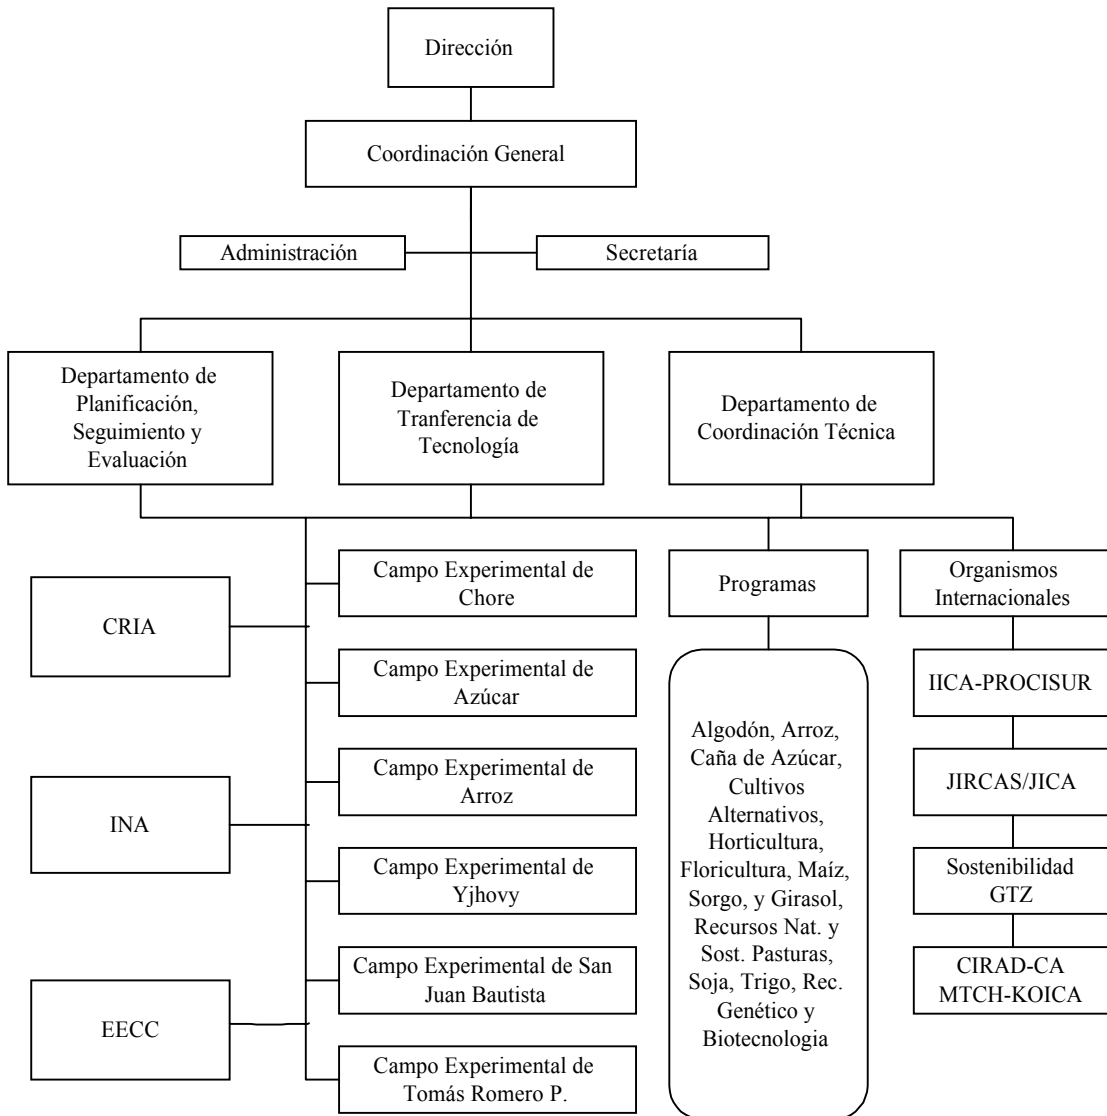 Dirección
Coordinación General
Administración
Secretaría
Departamento de
Planificación,
Seguimiento y
Evaluación
Departamento de
Tranferencia de
Tecnología
Departamento de
Coordinación Técnica
CRIA
INA
EECC
Campo Experimental de
Chore
Campo Experimental de
Azúcar
Campo Experimental de
Arroz
Campo Experimental de
Yjhovy
Campo Experimental de San
Juan Bautista
Campo Experimental de
Tomás Romero P.
Programas
Algodón, Arroz,
Caña de Azúcar,
Cultivos
Alternativos,
Horticultura,
Floricultura, Maíz,
Sorgo, y Girasol,
Recursos Nat. y
Sost. Pasturas,
Soja, Trigo, Rec.
Genético y
Biotecnologia
Organismos
Internacionales
IICA-PROCISUR
JIRCAS/JICA
Sostenibilidad
GTZ
CIRAD-CA
MTCH-KOICA